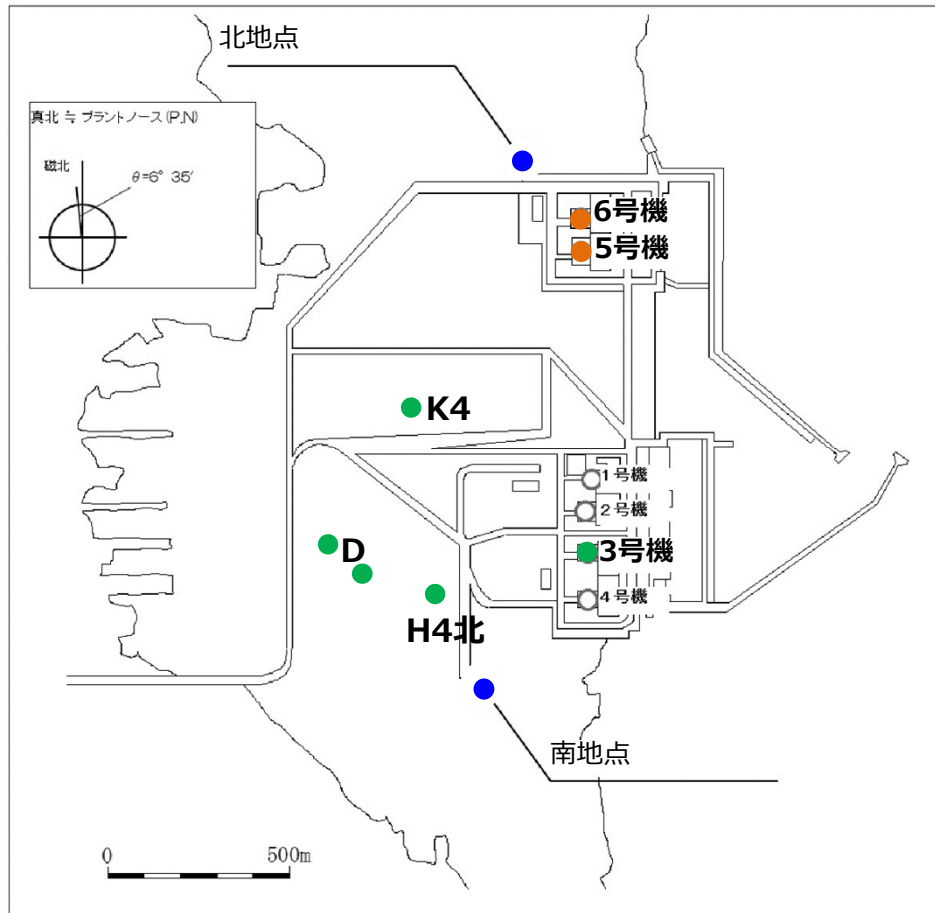 北地点
真北 ≒ プラントノース (P.N)
磁北
θ=6° 35′
6号機
5号機
K4
1号機
2号機
3号機
D
4号機
H4北
南地点
0 500m